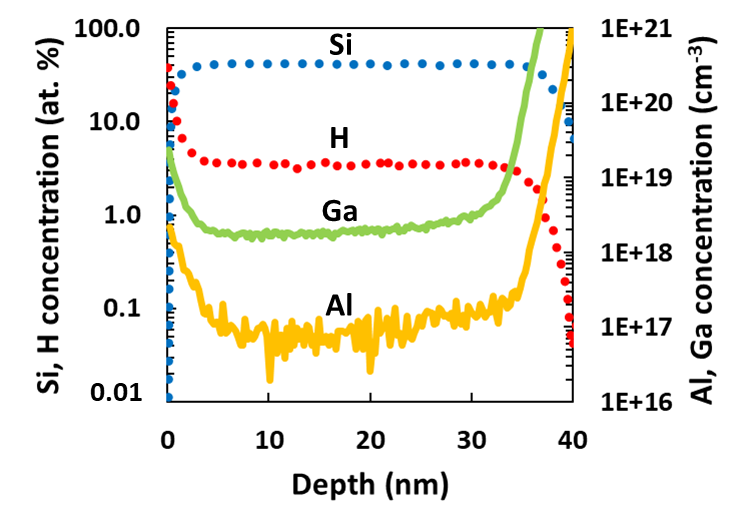 Si, H concentration (at. %)
100.0
10.0
1.0
0.1
0.01
Si
H
Ga
Al
1E+21
1E+20
1E+19
1E+18
1E+17
1E+16
Al, Ga concentration (cm⁻³)
0 10 20 30 40
Depth (nm)